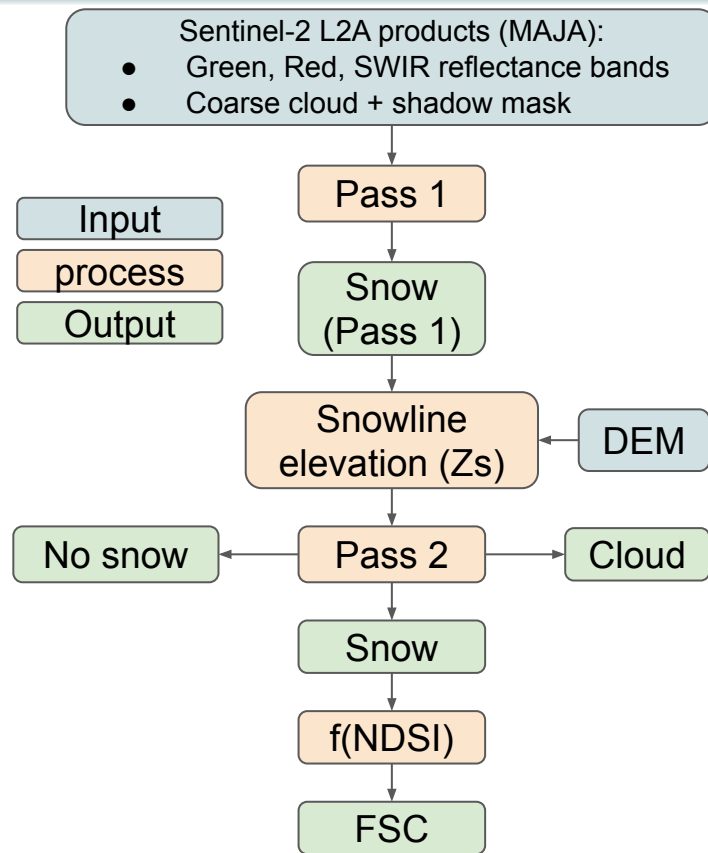 Sentinel-2 L2A products (MAJA):
● Green, Red, SWIR reflectance bands
● Coarse cloud + shadow mask
Pass 1
Input
process
Output
Snow
(Pass 1)
Snowline
elevation (Zs)
DEM
No snow
Pass 2
Cloud
Snow
f(NDSI)
FSC